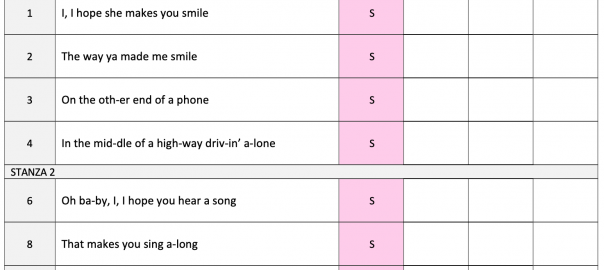 1 I, I hope she makes you smile S
2 The way ya made me smile S
3 On the oth-er end of a phone S
4 In the mid-dle of a high-way driv-in' a-lone S
STANZA 2
6 Oh ba-by, I, I hope you hear a song S
8 That makes you sing a-long S